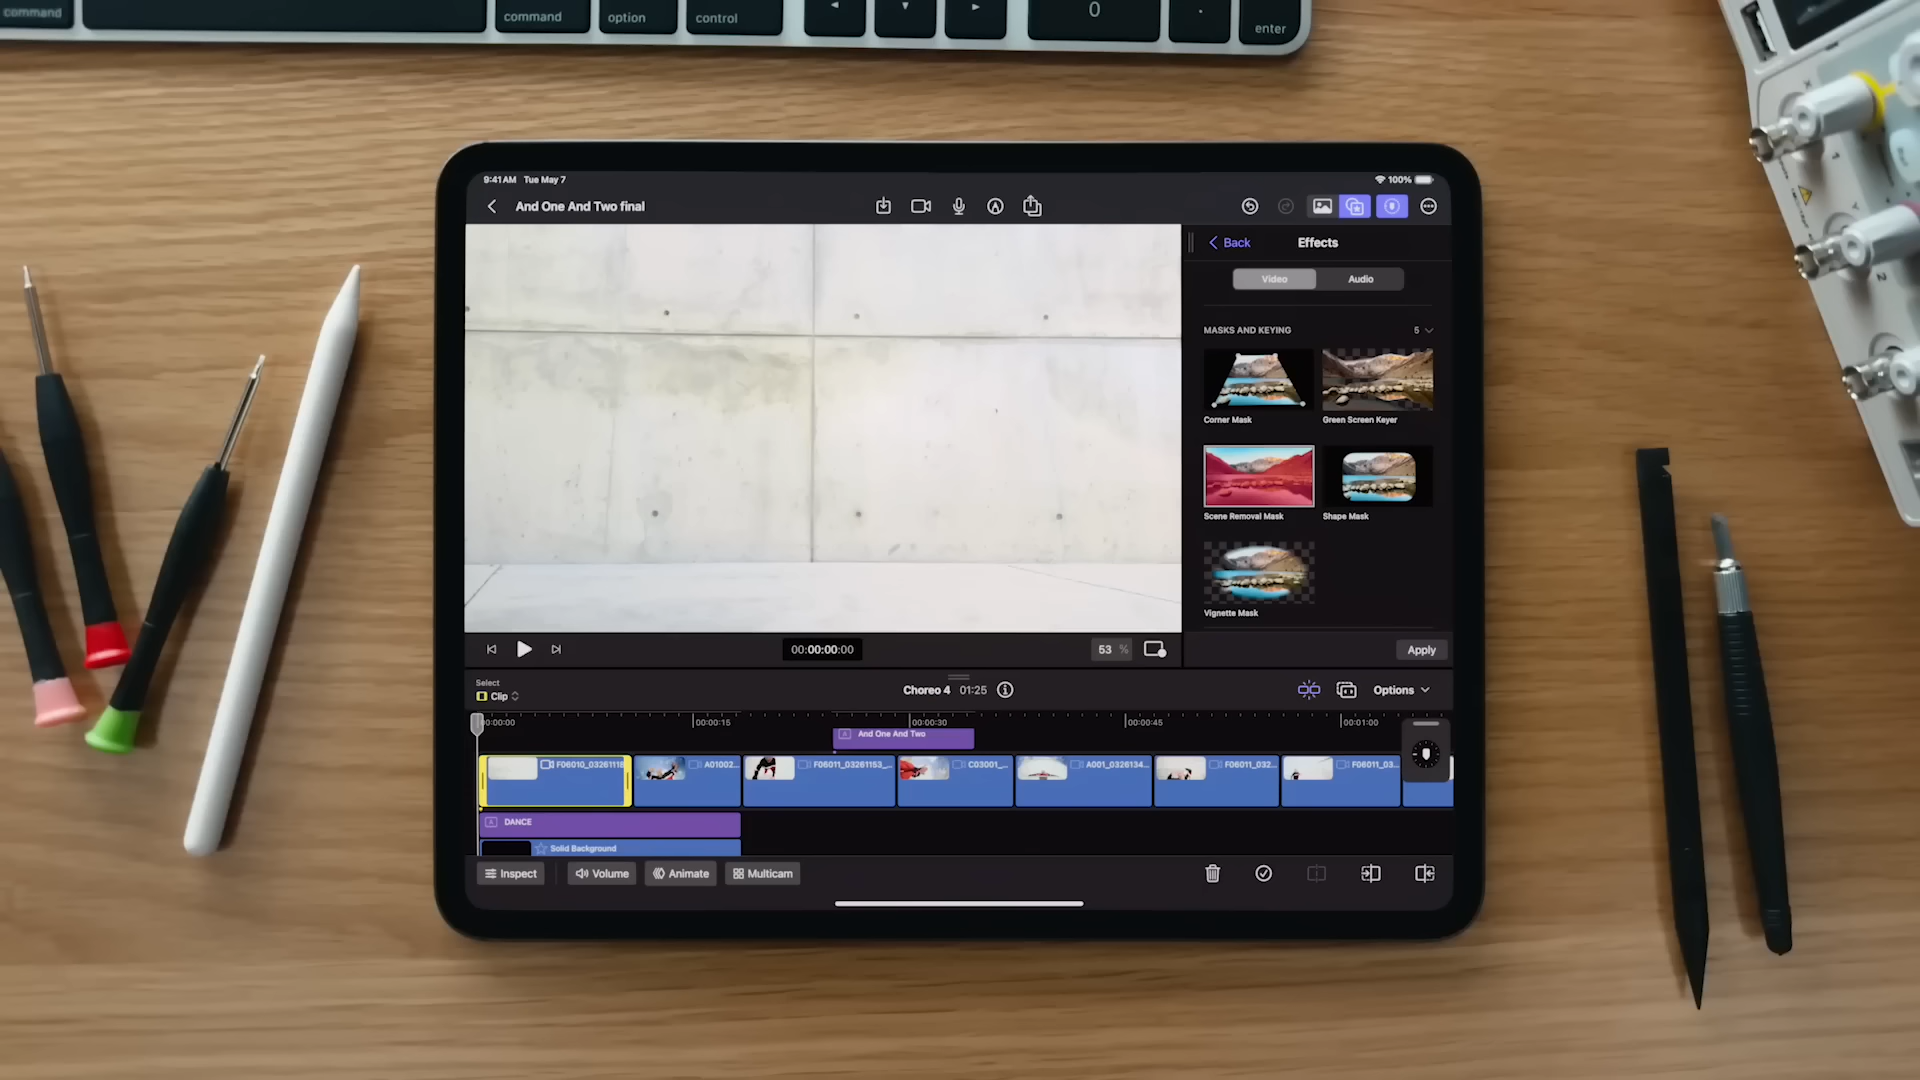 command
command
option
control
0
.
enter
9:41 AM Tue May 7
100%
And One And Two final
Back
Effects
Video
Audio
MASKS AND KEYING
5
Corner Mask
Green Screen Keyer
Scene Removal Mask
Shape Mask
Vignette Mask
00:00:00:00
53 %
Apply
Select
Clip
Choreo 4 01:25
Options
00:00:00
00:00:15
00:00:30
00:00:45
00:01:00
And One And Two
F06010_03261118
A01002...
F06011_03261153_...
C03001_...
A001_0326134...
F06011_032...
F06011_03...
DANCE
Solid Background
Inspect
Volume
Animate
Multicam
1
2
X
Y